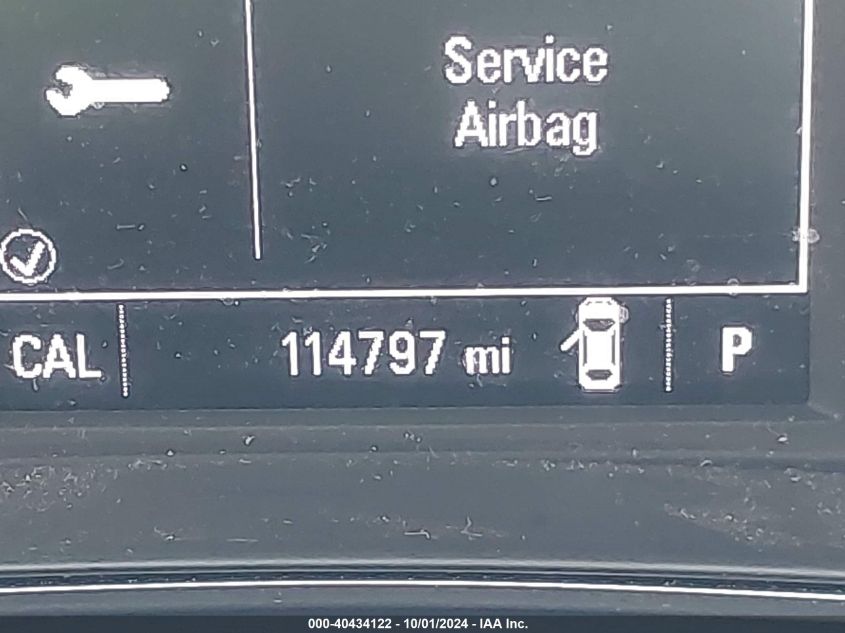 Service
Airbag
CAL
114797 mi
P
000-40434122 - 10/01/2024 - IAA Inc.